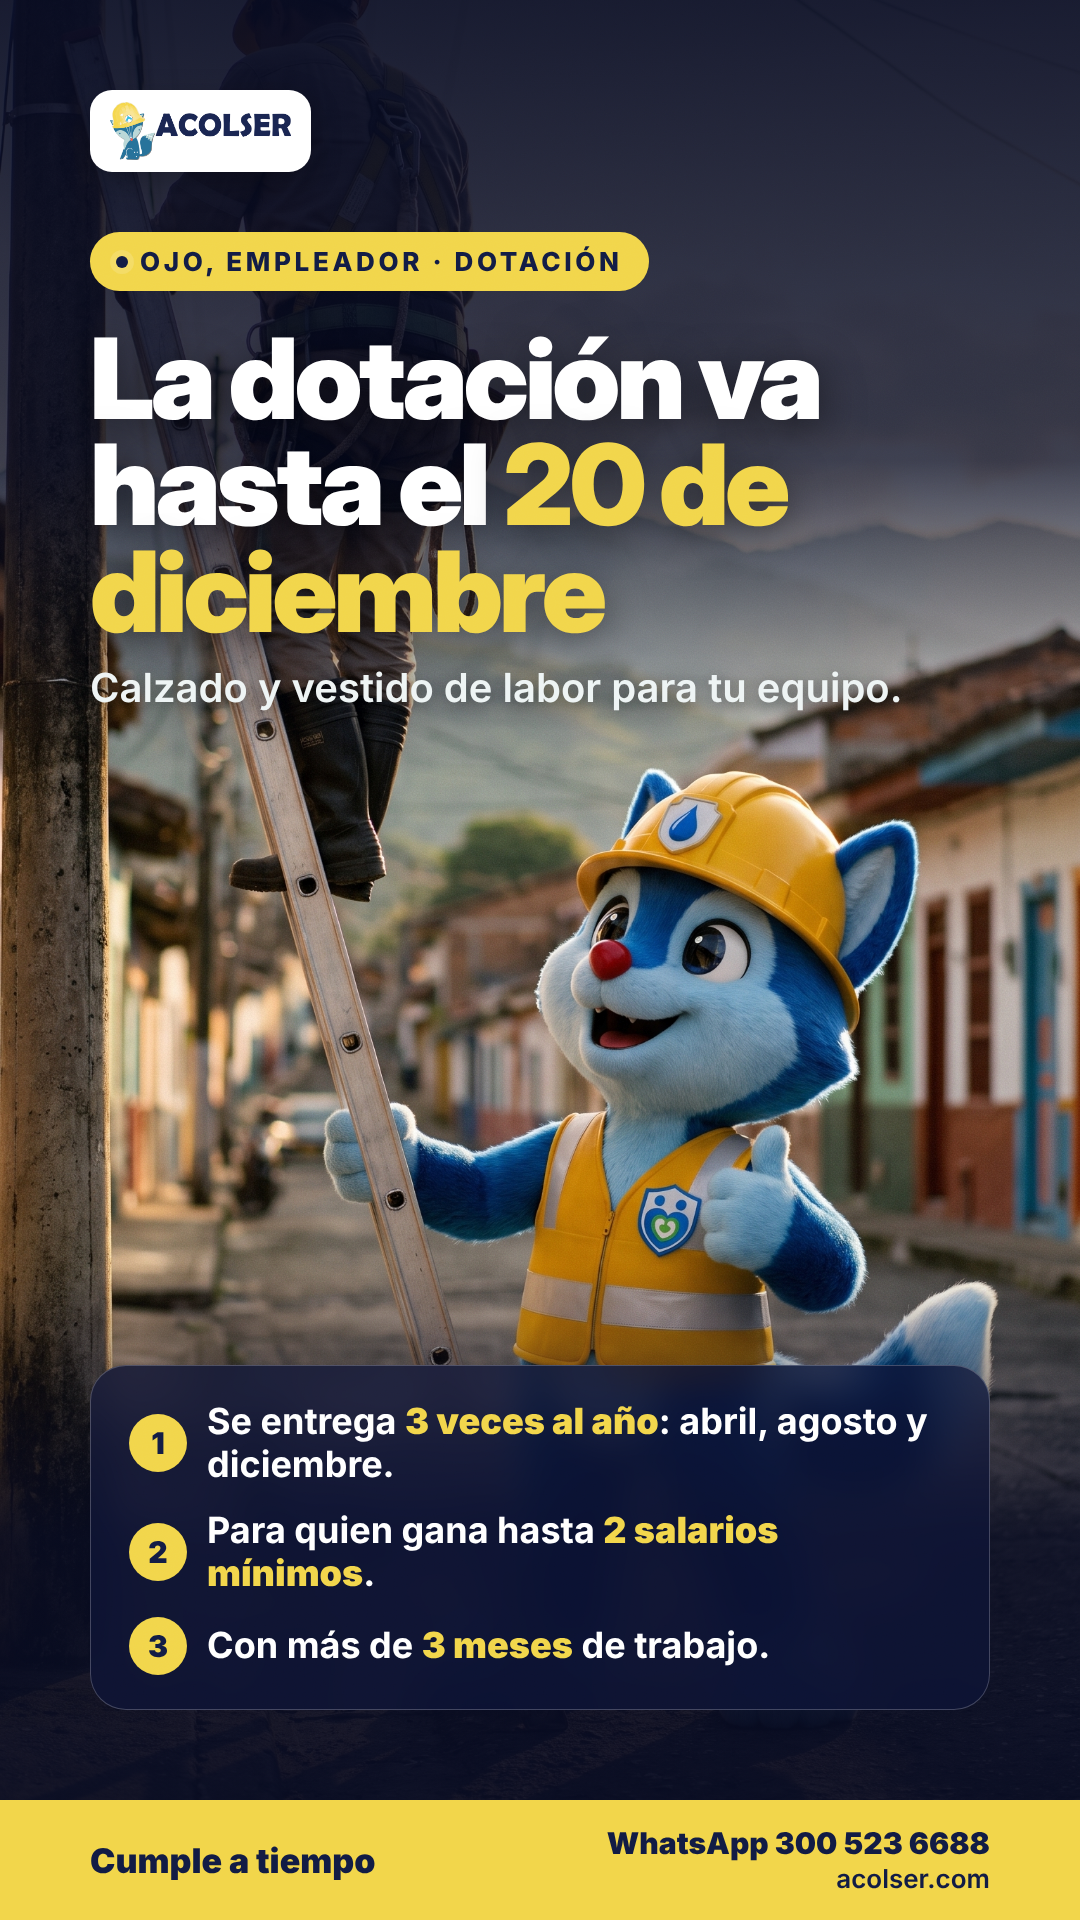 ACOLSER
OJO, EMPLEADOR · DOTACIÓN
La dotación va
hasta el 20 de
diciembre
Calzado y vestido de labor para tu equipo.
1 Se entrega 3 veces al año: abril, agosto y
diciembre.
2 Para quien gana hasta 2 salarios
mínimos.
3 Con más de 3 meses de trabajo.
Cumple a tiempo
WhatsApp 300 523 6688
acolser.com